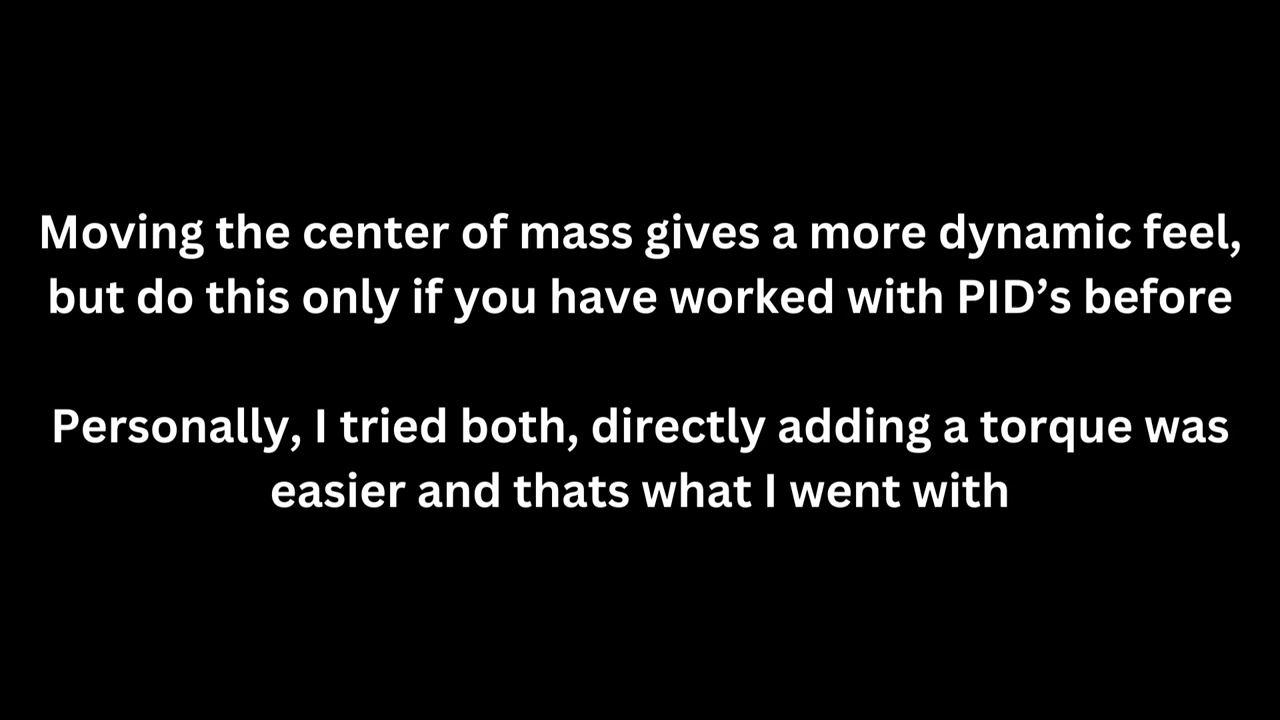 Moving the center of mass gives a more dynamic feel,
but do this only if you have worked with PID’s before
Personally, I tried both, directly adding a torque was
easier and thats what I went with